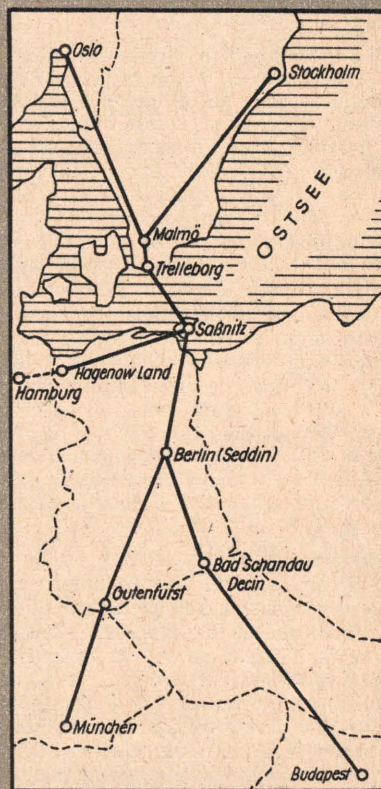 Oslo
Stockholm
OSTSEE
Malmö
Trelleborg
Saßnitz
Hagenow Land
Hamburg
Berlin (Seddin)
Bad Schandau
Decin
Gutenfürst
München
Budapest